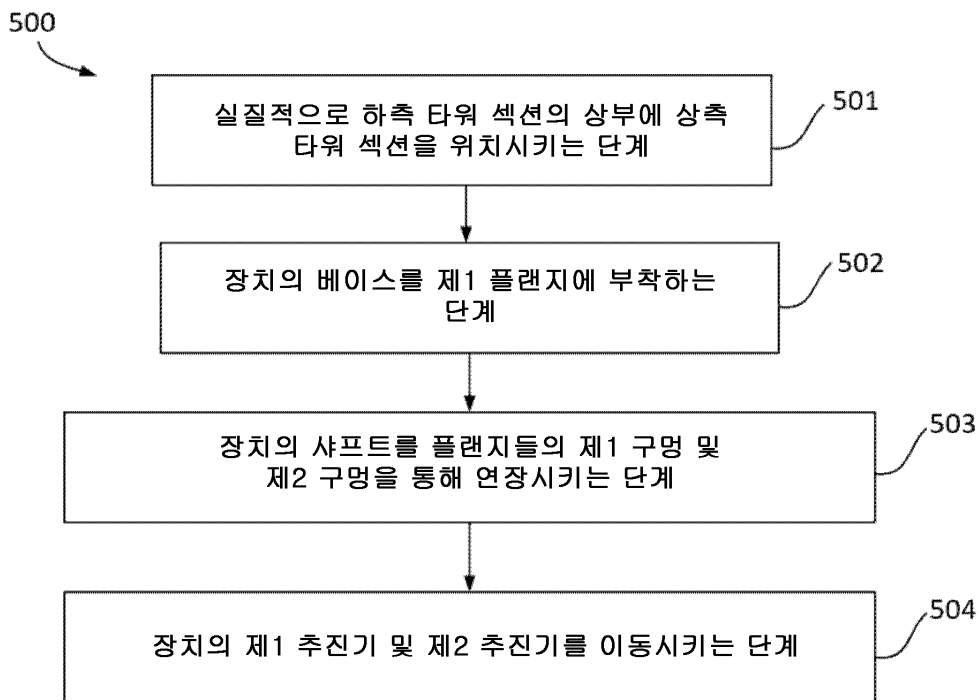 500
실질적으로 하측 타워 섹션의 상부에 상측
타워 섹션을 위치시키는 단계
501
장치의 베이스를 제1 플랜지에 부착하는
단계
502
장치의 샤프트를 플랜지들의 제1 구멍 및
제2 구멍을 통해 연장시키는 단계
503
장치의 제1 추진기 및 제2 추진기를 이동시키는 단계
504